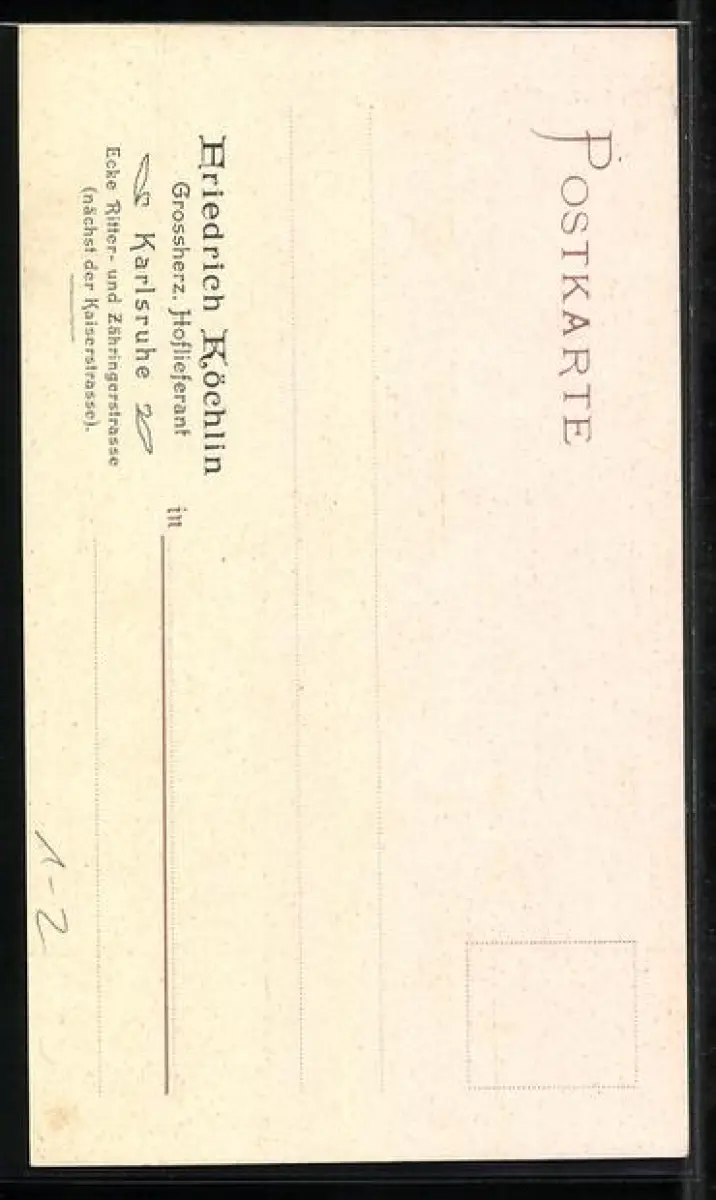 POSTKARTE
Friedrich Köchlin
Grossherz. Hoflieferant
Karlsruhe
Ecke Ritter- und Zähringerstrasse
(nächst der Kaiserstrasse).
in
1-2